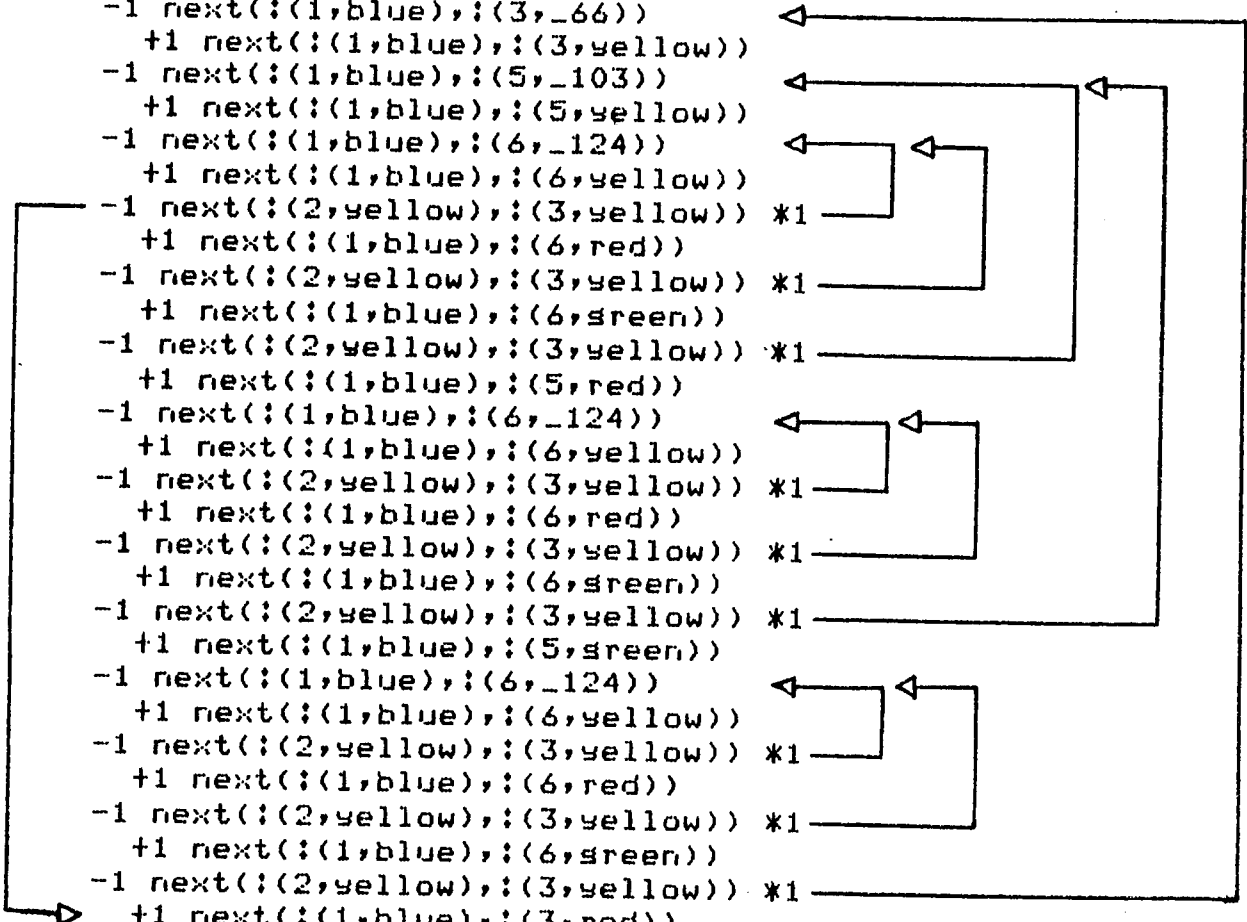 -1 next(:(1,blue),:(3,_66))
+1 next(:(1,blue),:(3,yellow))
-1 next(:(1,blue),:(5,_103))
+1 next(:(1,blue),:(5,yellow))
-1 next(:(1,blue),:(6,_124))
+1 next(:(1,blue),:(6,yellow))
-1 next(:(2,yellow),:(3,yellow)) *1
+1 next(:(1,blue),:(6,red))
-1 next(:(2,yellow),:(3,yellow)) *1
+1 next(:(1,blue),:(6,green))
-1 next(:(2,yellow),:(3,yellow)) *1
+1 next(:(1,blue),:(5,red))
-1 next(:(1,blue),:(6,_124))
+1 next(:(1,blue),:(6,yellow))
-1 next(:(2,yellow),:(3,yellow)) *1
+1 next(:(1,blue),:(6,red))
-1 next(:(2,yellow),:(3,yellow)) *1
+1 next(:(1,blue),:(6,green))
-1 next(:(2,yellow),:(3,yellow)) *1
+1 next(:(1,blue),:(5,green))
-1 next(:(1,blue),:(6,_124))
+1 next(:(1,blue),:(6,yellow))
-1 next(:(2,yellow),:(3,yellow)) *1
+1 next(:(1,blue),:(6,red))
-1 next(:(2,yellow),:(3,yellow)) *1
+1 next(:(1,blue),:(6,green))
-1 next(:(2,yellow),:(3,yellow)) *1
+1 next(:(1,blue),:(3,red))